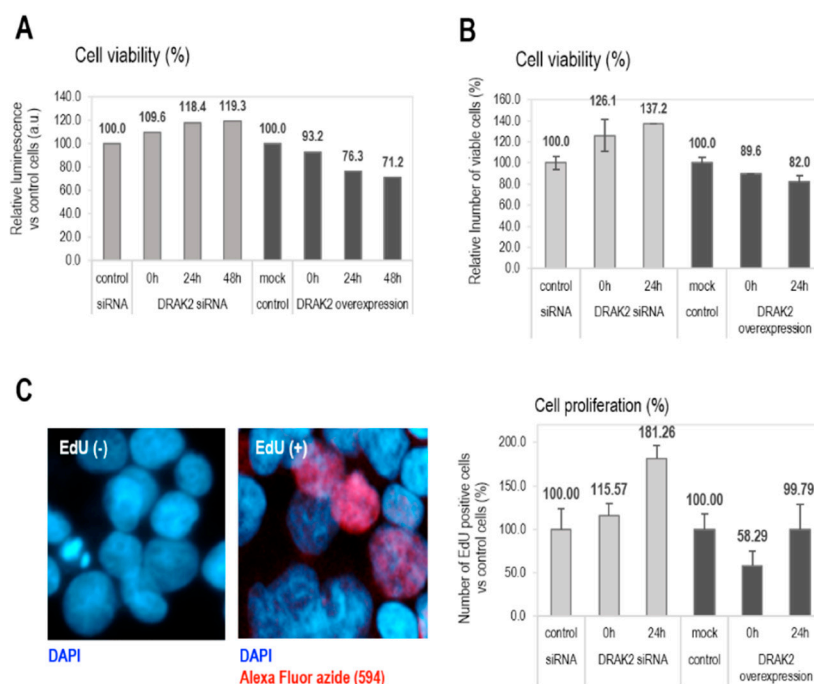 A
Cell viability (%)
Relative luminescence
vs control cells (a.u.)
140.0
120.0
100.0
80.0
60.0
40.0
20.0
0.0
100.0
109.6
118.4
119.3
100.0
93.2
76.3
71.2
control 0h 24h 48h mock 0h 24h 48h
siRNA DRAK2 siRNA control DRAK2 overexpression
B
Cell viability (%)
Relative lnumber of viable cells (%)
160.0
140.0
120.0
100.0
80.0
60.0
40.0
20.0
0.0
100.0
126.1
137.2
100.0
89.6
82.0
control 0h 24h mock 0h 24h
siRNA DRAK2 siRNA control DRAK2
overexpression
C
EdU (-)
DAPI
EdU (+)
DAPI
Alexa Fluor azide (594)
Cell proliferation (%)
Number of EdU positive cells
vs control cells (%)
200.0
150.0
100.0
50.0
0.0
100.00
115.57
181.26
100.00
58.29
99.79
control 0h 24h mock 0h 24h
siRNA DRAK2 siRNA control DRAK2
overexpression